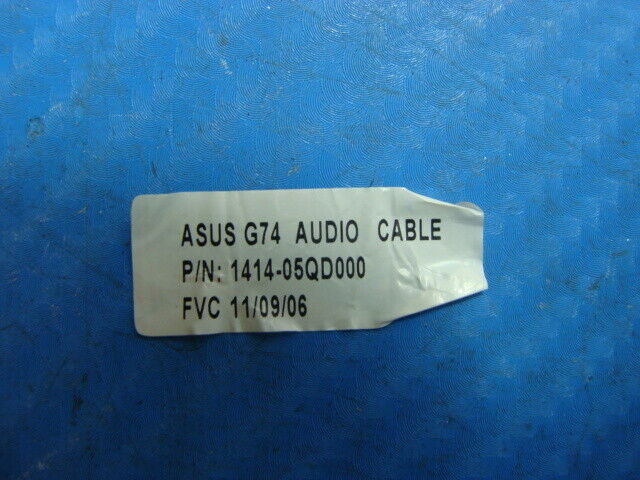 ASUS G74 AUDIO CABLE
P/N: 1414-05QD000
FVC 11/09/06